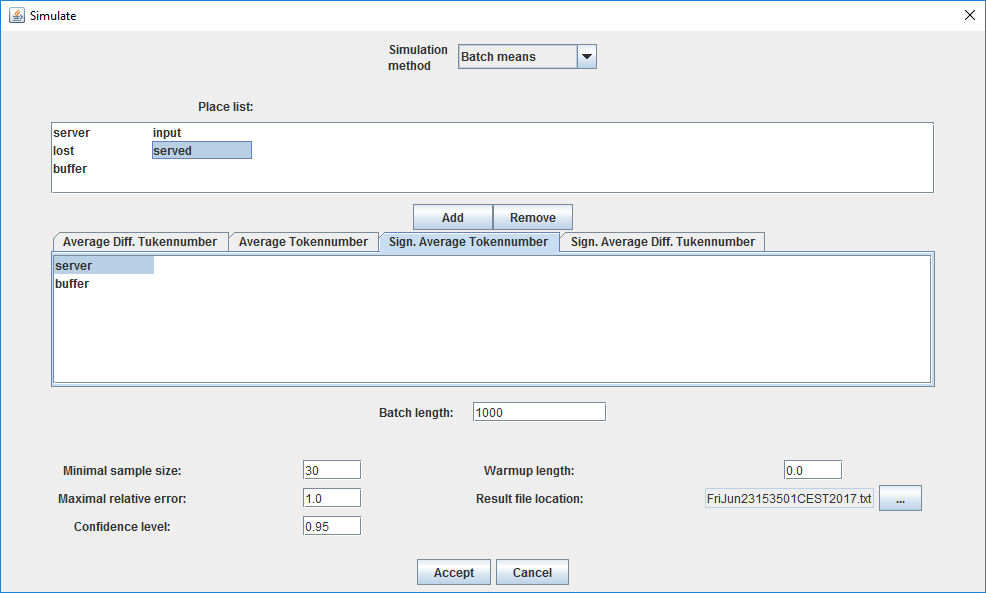 Simulate
Simulation method
Batch means
Place list:
server input
lost served
buffer
Add Remove
Average Diff. Tukennumber Average Tokennumber Sign. Average Tokennumber Sign. Average Diff. Tukennumber
server
buffer
Batch length: 1000
Minimal sample size: 30 Warmup length: 0.0
Maximal relative error: 1.0 Result file location: FriJun23153501CEST2017.txt ...
Confidence level: 0.95
Accept Cancel